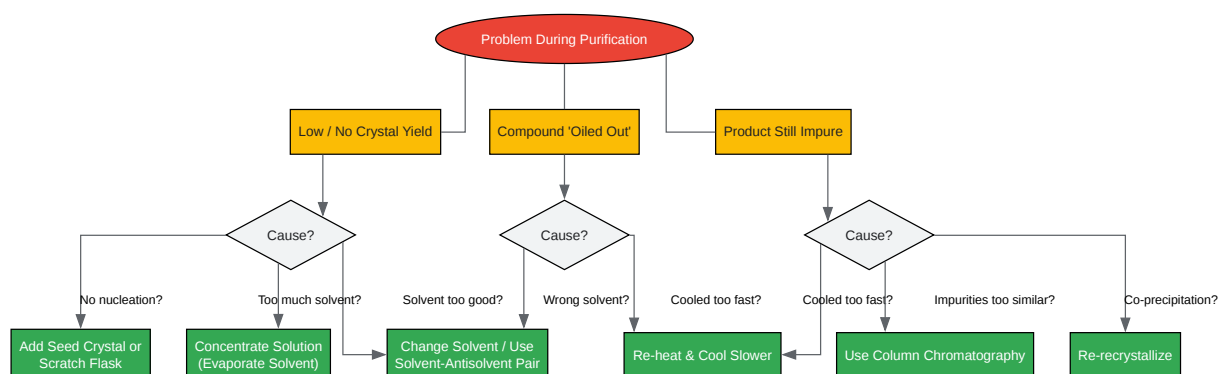 Problem During Purification
Low / No Crystal Yield
Compound 'Oiled Out'
Product Still Impure
Cause?
Cause?
Cause?
No nucleation?
Too much solvent?
Solvent too good?
Wrong solvent?
Cooled too fast?
Cooled too fast?
Impurities too similar?
Co-precipitation?
Add Seed Crystal or
Scratch Flask
Concentrate Solution
(Evaporate Solvent)
Change Solvent / Use
Solvent-Antisolvent Pair
Re-heat & Cool Slower
Use Column Chromatography
Re-recrystallize